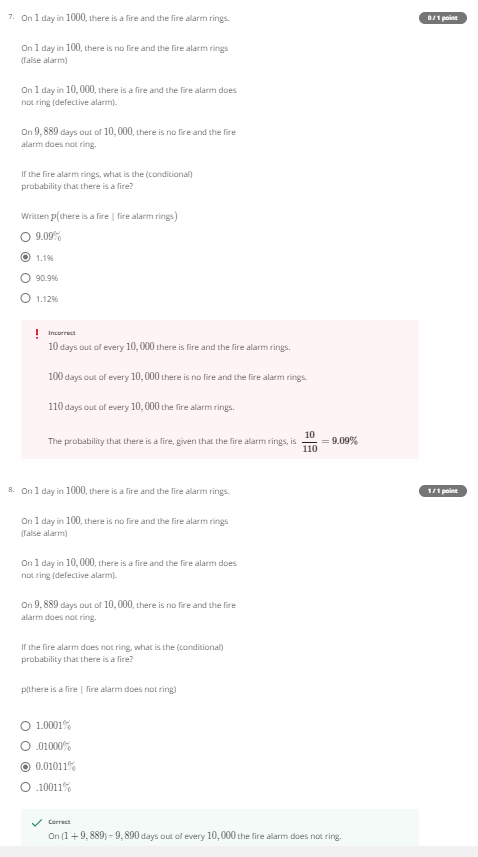 7. On 1 day in 1000, there is a fire and the fire alarm rings.
0 / 1 point
On 1 day in 100, there is no fire and the fire alarm rings
(false alarm)
On 1 day in 10,000, there is a fire and the fire alarm does
not ring (defective alarm).
On 9,889 days out of 10,000, there is no fire and the fire
alarm does not ring.
If the fire alarm rings, what is the (conditional)
probability that there is a fire?
Written p(there is a fire | fire alarm rings)
9.09%
1.1%
90.9%
1.12%
Incorrect
10 days out of every 10,000 there is fire and the fire alarm rings.
100 days out of every 10,000 there is no fire and the fire alarm rings.
110 days out of every 10,000 the fire alarm rings.
The probability that there is a fire, given that the fire alarm rings, is 10/110 = 9.09%
8. On 1 day in 1000, there is a fire and the fire alarm rings.
1 / 1 point
On 1 day in 100, there is no fire and the fire alarm rings
(false alarm)
On 1 day in 10,000, there is a fire and the fire alarm does
not ring (defective alarm).
On 9,889 days out of 10,000, there is no fire and the fire
alarm does not ring.
If the fire alarm does not ring, what is the (conditional)
probability that there is a fire?
p(there is a fire | fire alarm does not ring)
1.0001%
.01000%
0.01011%
.10011%
Correct
On (1 + 9,889) = 9,890 days out of every 10,000 the fire alarm does not ring.